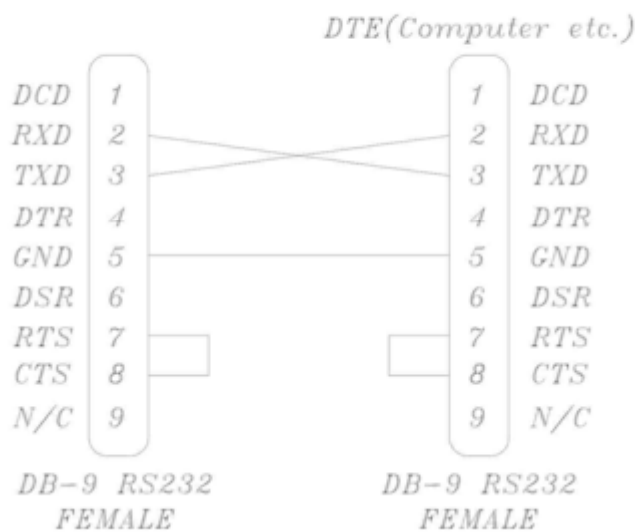 DTE(Computer etc.)
DCD 1 1 DCD
RXD 2 2 RXD
TXD 3 3 TXD
DTR 4 4 DTR
GND 5 5 GND
DSR 6 6 DSR
RTS 7 7 RTS
CTS 8 8 CTS
N/C 9 9 N/C
DB-9 RS232 DB-9 RS232
FEMALE FEMALE